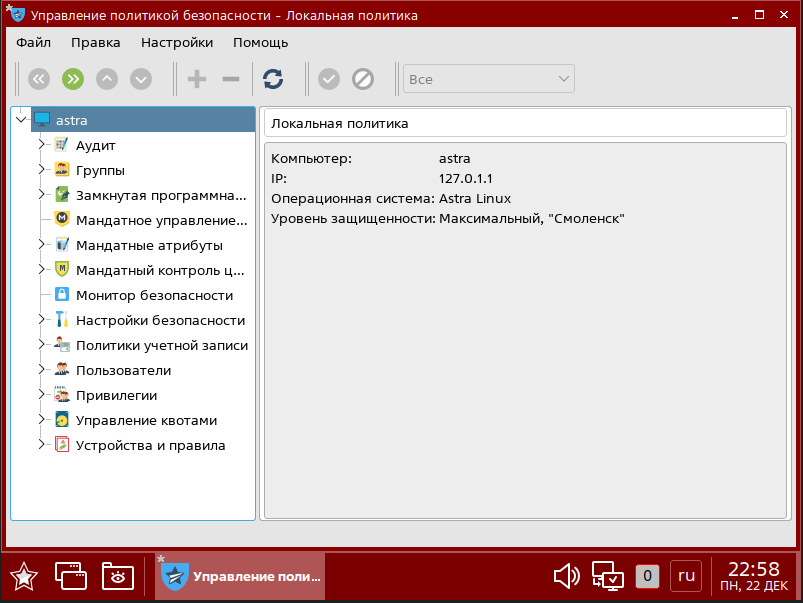 Управление политикой безопасности – Локальная политика
Файл Правка Настройки Помощь
Все
astra
Аудит
Группы
Замкнутая программна...
Мандатное управление...
Мандатные атрибуты
Мандатный контроль ц...
Монитор безопасности
Настройки безопасности
Политики учетной записи
Пользователи
Привилегии
Управление квотами
Устройства и правила
Локальная политика
Компьютер: astra
IP: 127.0.1.1
Операционная система: Astra Linux
Уровень защищенности: Максимальный, "Смоленск"
Управление поли...
0
ru
22:58
ПН, 22 ДЕК